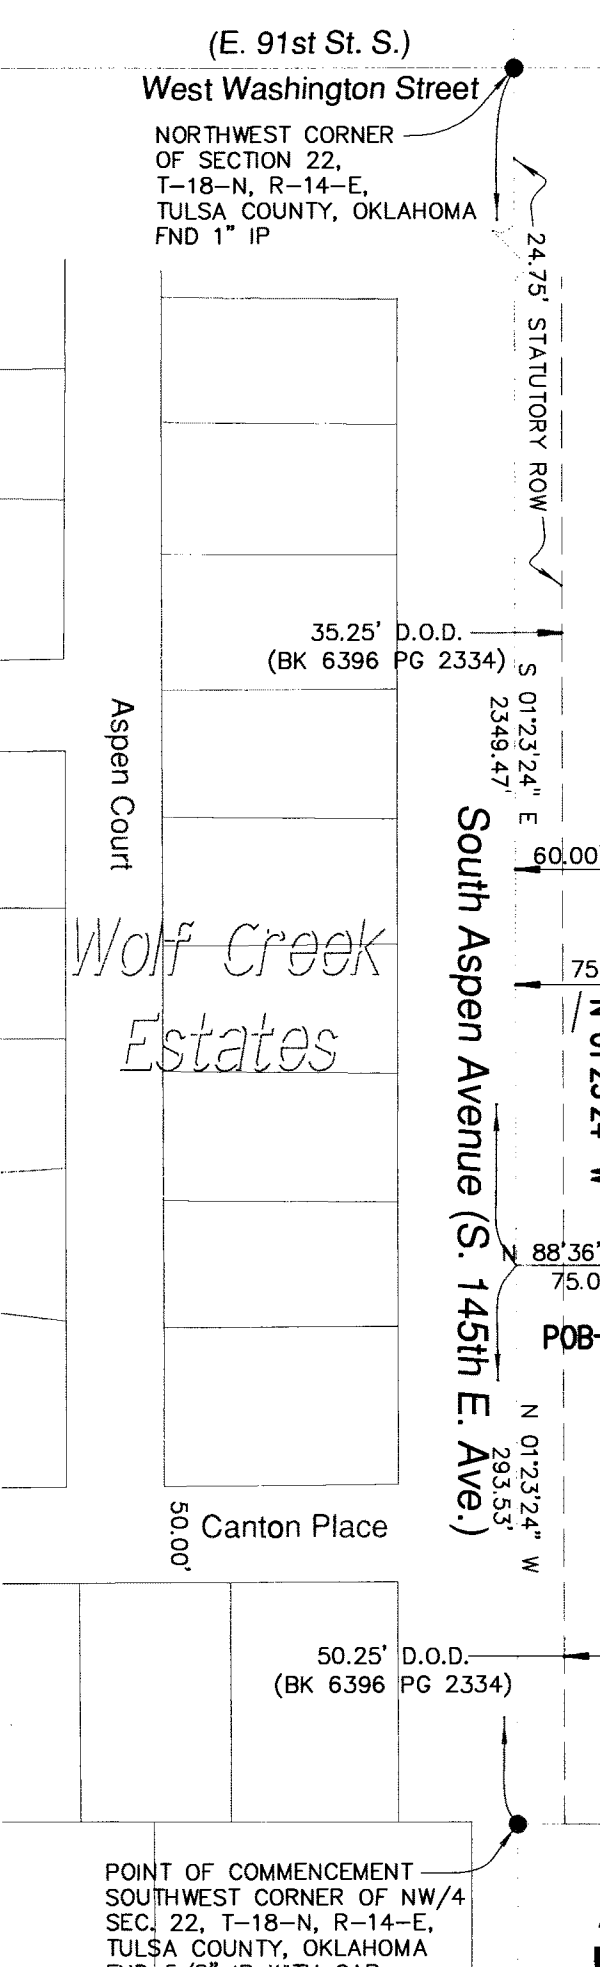 (E. 91st St. S.)
West Washington Street
NORTHWEST CORNER
OF SECTION 22,
T-18-N, R-14-E,
TULSA COUNTY, OKLAHOMA
FND 1" IP
24.75' STATUTORY ROW
35.25' D.O.D.
(BK 6396 PG 2334)
S 01°23'24" E
2349.47'
Aspen Court
South Aspen Avenue (S. 145th E. Ave.)
60.00
75
Wolf Creek
Estates
N 01°23'24" W
N 88°36'
75.0
POB-
N 01°23'24" W
293.53'
50.00'
Canton Place
50.25' D.O.D.
(BK 6396 PG 2334)
POINT OF COMMENCEMENT
SOUTHWEST CORNER OF NW/4
SEC. 22, T-18-N, R-14-E,
TULSA COUNTY, OKLAHOMA